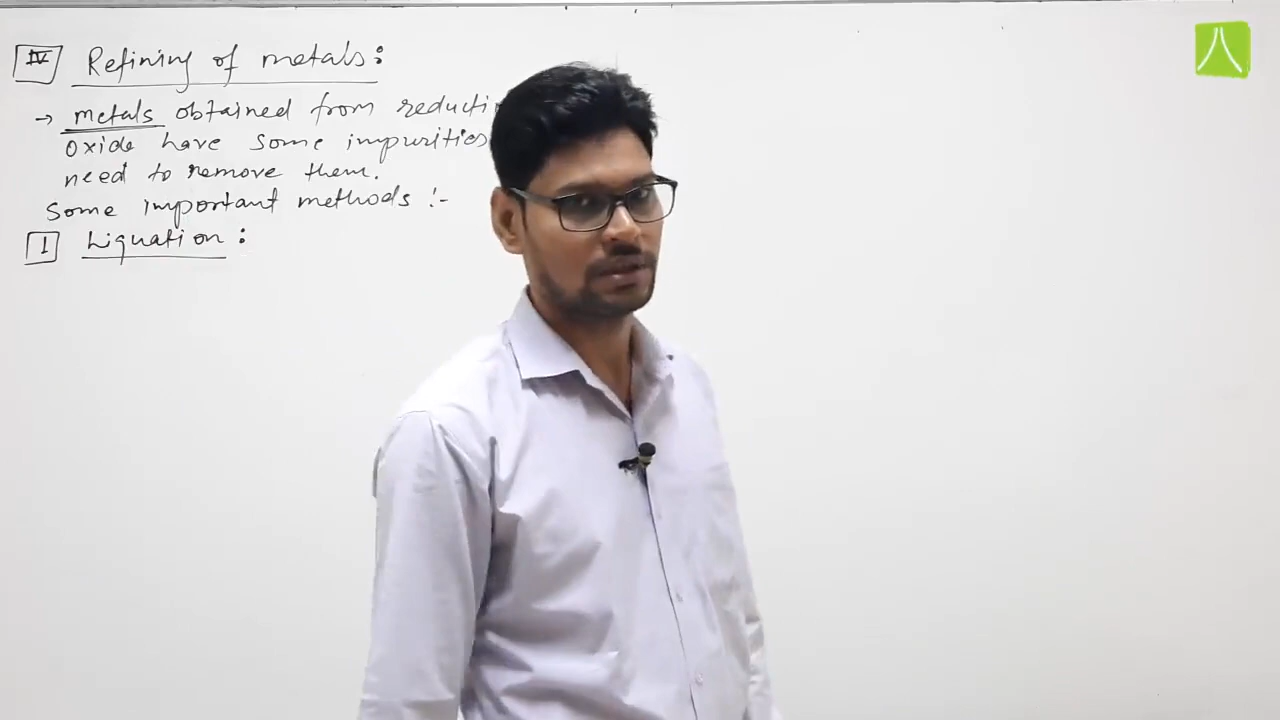 IV Refining of metals:
→ metals obtained from reducti
oxide have some impurities
need to remove them.
Some important methods :-
I Liquation :